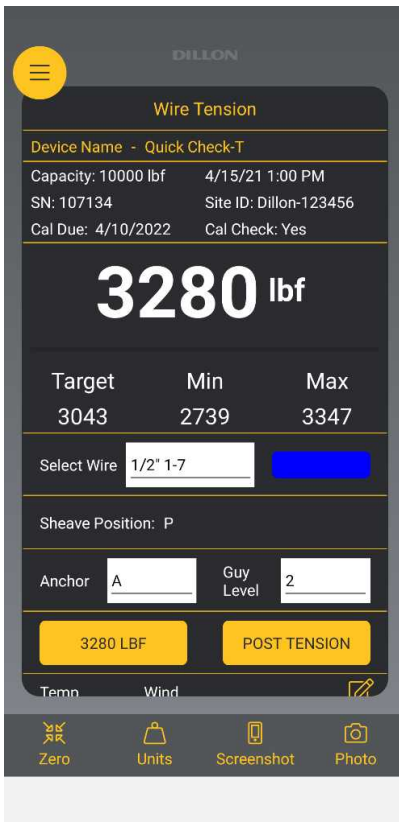 DILLON
Wire Tension
Device Name - Quick Check-T
Capacity: 10000 lbf 4/15/21 1:00 PM
SN: 107134 Site ID: Dillon-123456
Cal Due: 4/10/2022 Cal Check: Yes
3280 lbf
Target Min Max
3043 2739 3347
Select Wire 1/2" 1-7
Sheave Position: P
Anchor A Guy Level 2
3280 LBF POST TENSION
Temp Wind
Zero Units Screenshot Photo